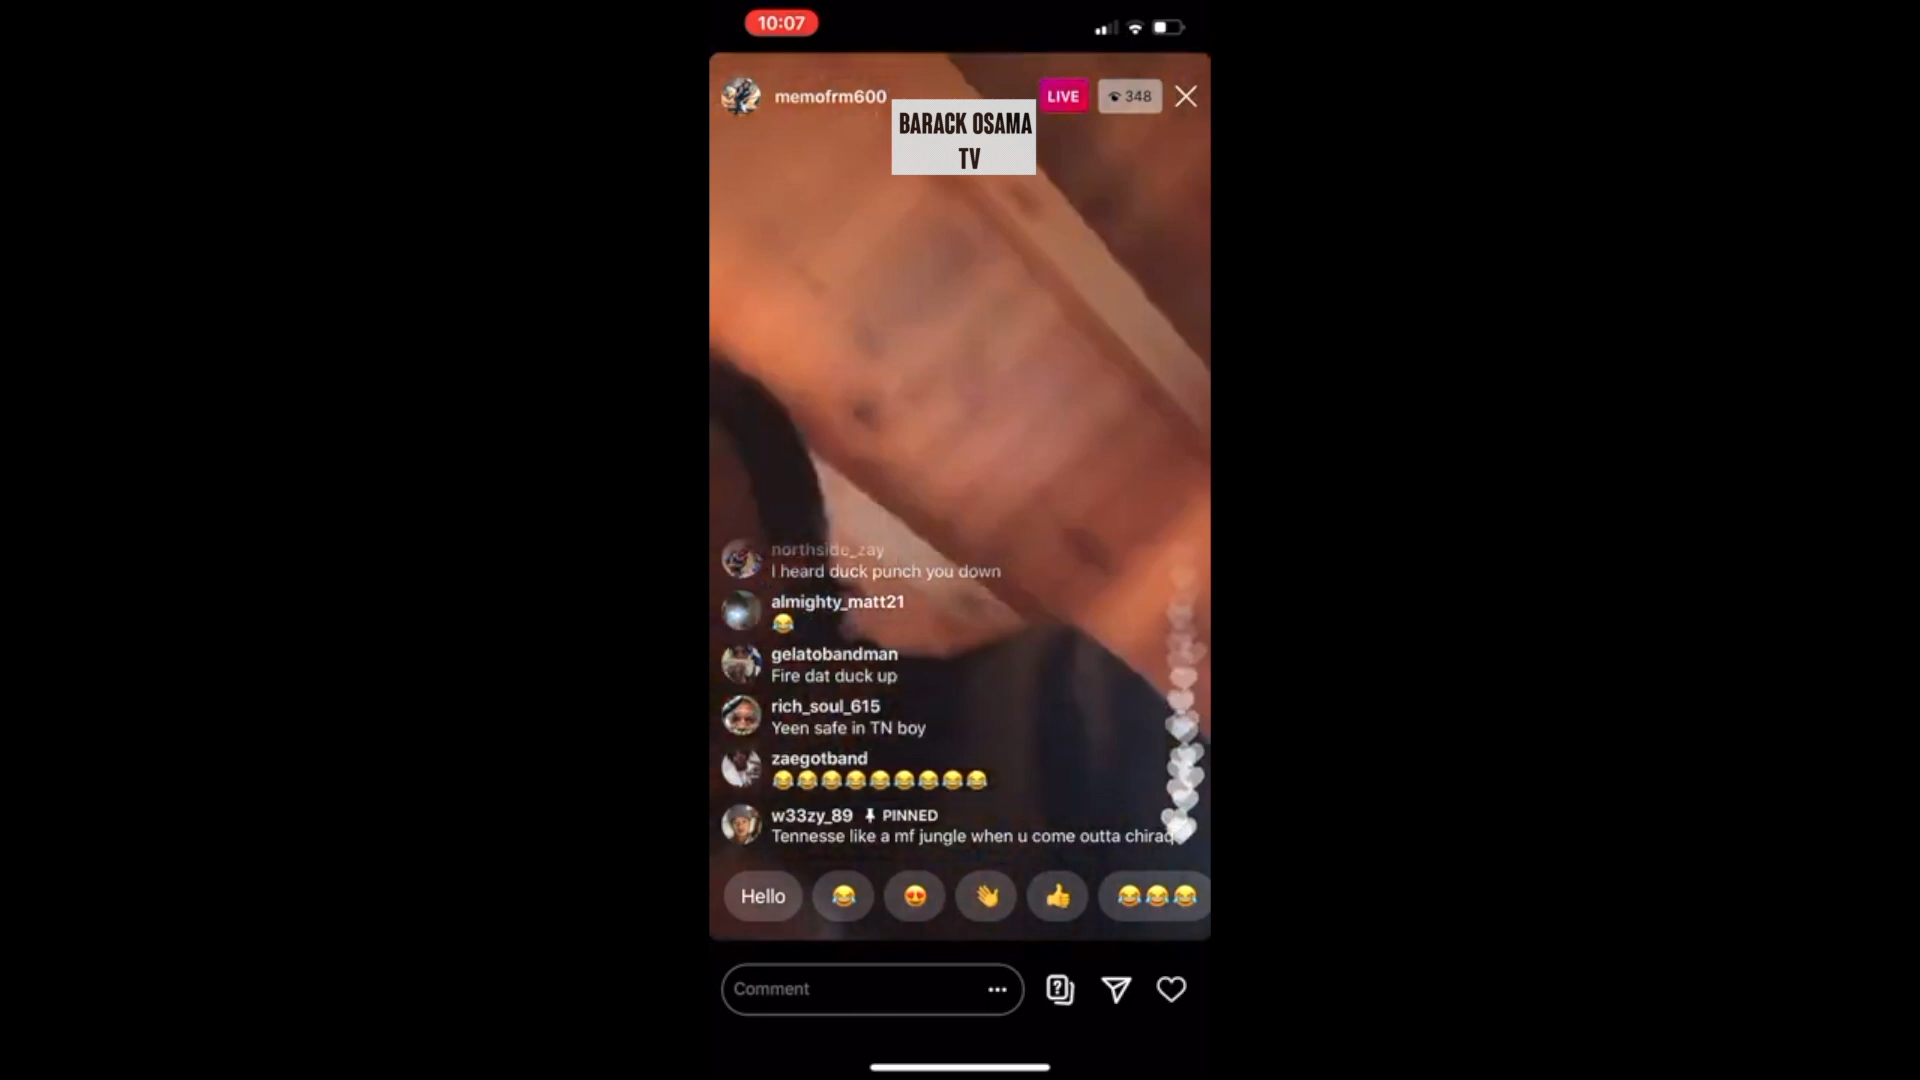 10:07
memofrm600
LIVE
348
BARACK OSAMA
TV
northside_zay
I heard duck punch you down
almighty_matt21
😂
gelatobandman
Fire dat duck up
rich_soul_615
Yeen safe in TN boy
zaegotband
😂😂😂😂😂😂😂😂😂
w33zy_89 PINNED
Tennesse like a mf jungle when u come outta chiraq
Hello 😂 😍 👋 👍 😂😂😂
Comment